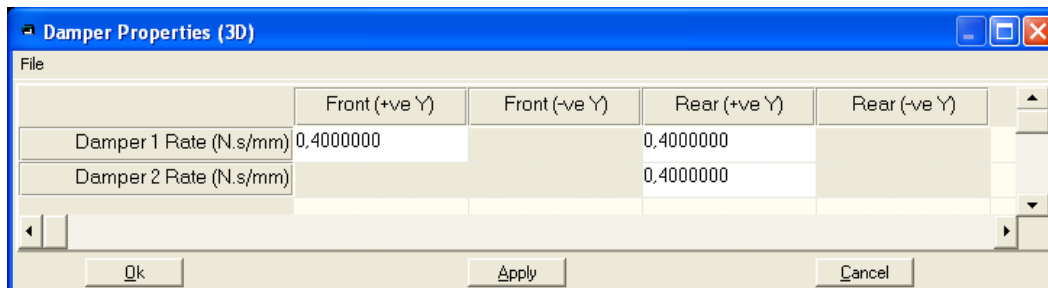 Damper Properties (3D)
File
Front (+ve Y) Front (-ve Y) Rear (+ve Y) Rear (-ve Y)
Damper 1 Rate (N.s/mm) 0,4000000 0,4000000
Damper 2 Rate (N.s/mm) 0,4000000
Ok Apply Cancel